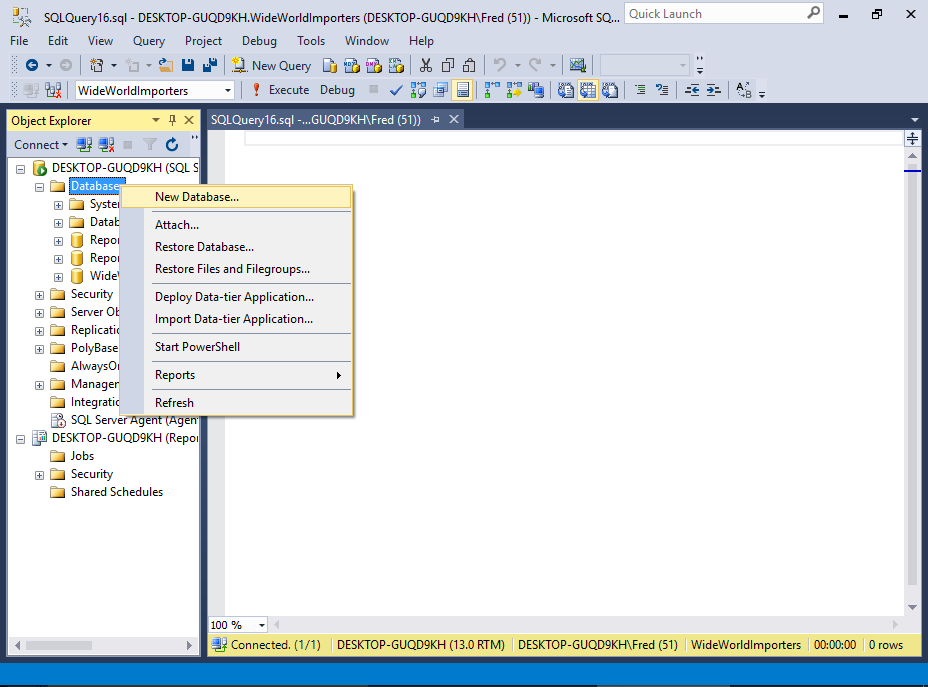 SQLQuery16.sql - DESKTOP-GUQD9KH.WideWorldImporters (DESKTOP-GUQD9KH\Fred (51)) - Microsoft SQ...
Quick Launch
File Edit View Query Project Debug Tools Window Help
New Query
WideWorldImporters
Execute Debug
Object Explorer
SQLQuery16.sql -...GUQD9KH\Fred (51))
Connect
DESKTOP-GUQD9KH (SQL S
Database
Syste
Datab
Repor
Repor
WideW
Security
Server Ob
Replicatio
PolyBase
AlwaysOn
Managem
Integratio
SQL Server Agent (Agen
DESKTOP-GUQD9KH (Repo
Jobs
Security
Shared Schedules
New Database...
Attach...
Restore Database...
Restore Files and Filegroups...
Deploy Data-tier Application...
Import Data-tier Application...
Start PowerShell
Reports
Refresh
100 %
Connected. (1/1)
DESKTOP-GUQD9KH (13.0 RTM)
DESKTOP-GUQD9KH\Fred (51)
WideWorldImporters
00:00:00
0 rows